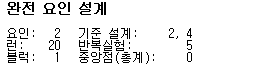 완전 요인 설계
요인: 2 기준 설계: 2, 4
런: 20 반복실험: 5
블럭: 1 중앙점(총계): 0